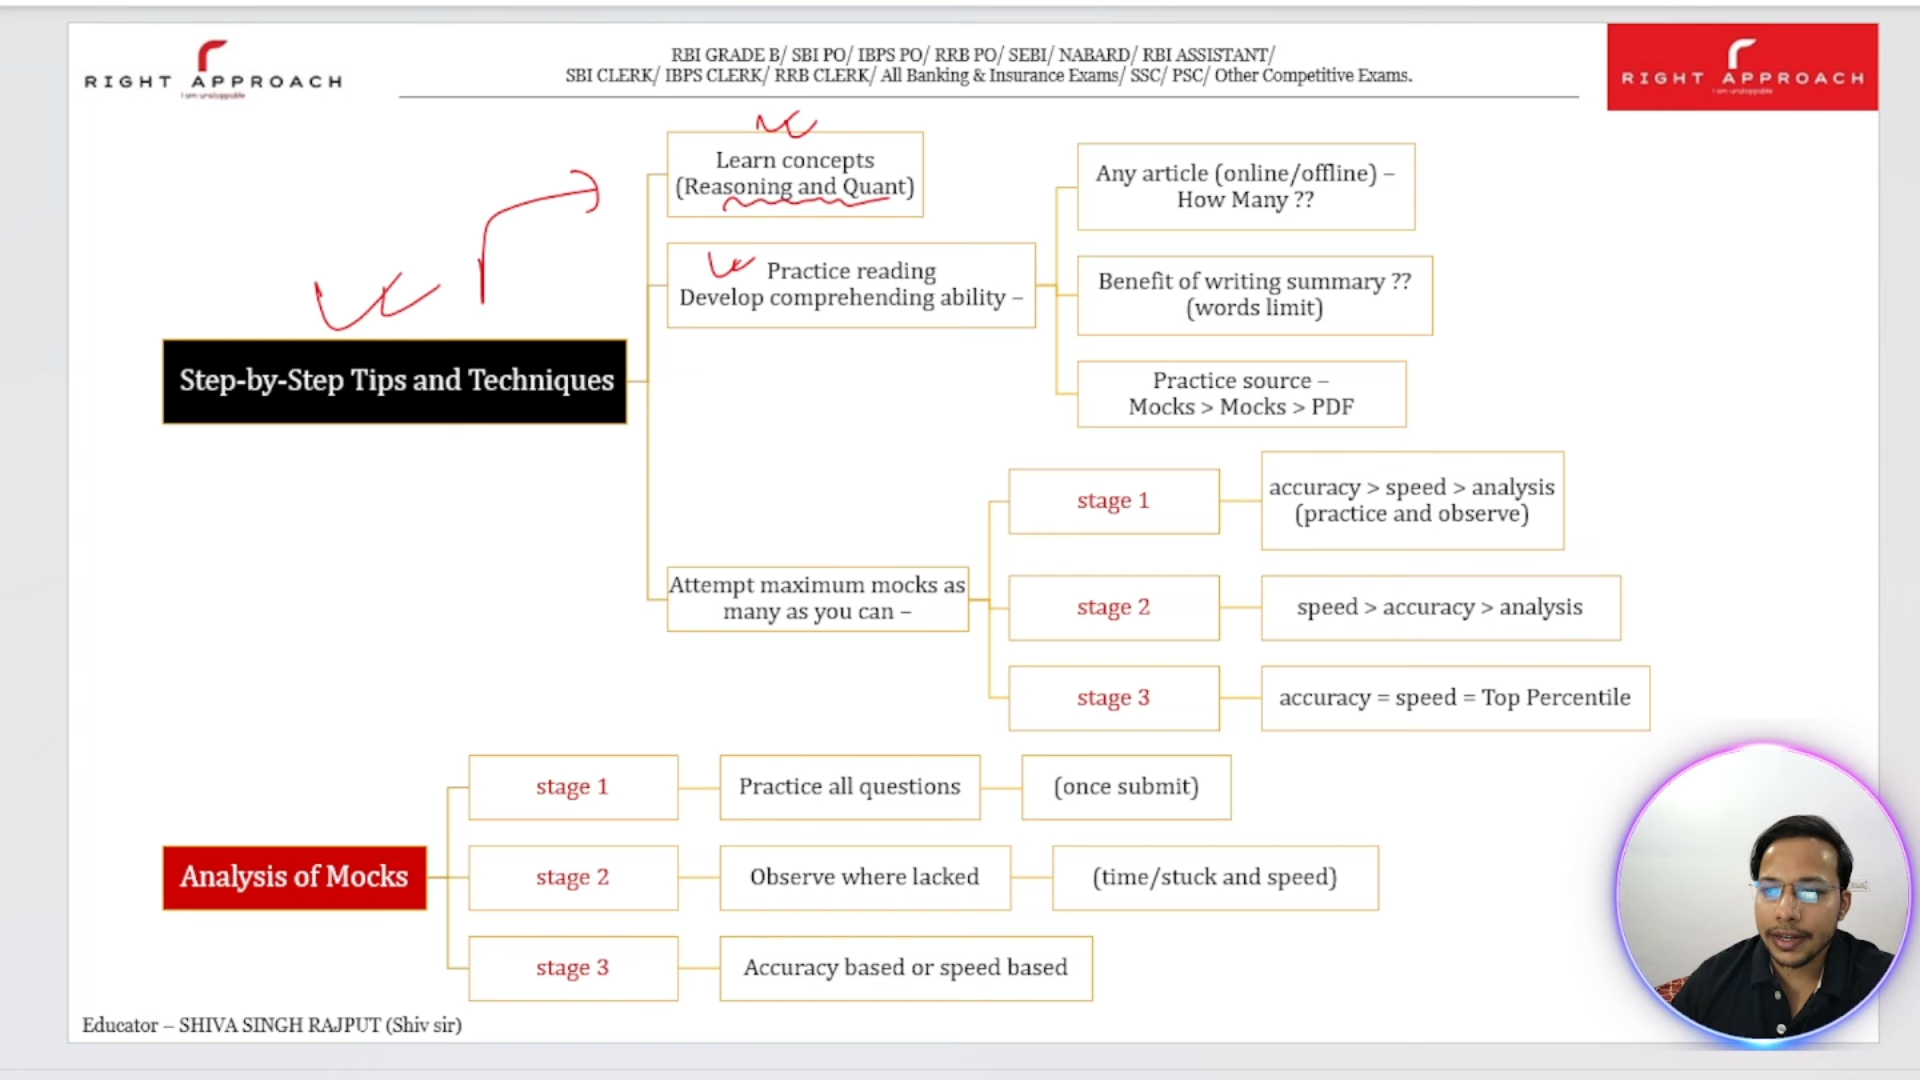 RIGHT APPROACH
I am unstoppable
RBI GRADE B/ SBI PO/ IBPS PO/ RRB PO/ SEBI/ NABARD/ RBI ASSISTANT/
SBI CLERK/ IBPS CLERK/ RRB CLERK/ All Banking & Insurance Exams/ SSC/ PSC/ Other Competitive Exams.
RIGHT APPROACH
I am unstoppable
Step-by-Step Tips and Techniques
Learn concepts
(Reasoning and Quant)
Practice reading
Develop comprehending ability –
Any article (online/offline) –
How Many ??
Benefit of writing summary ??
(words limit)
Practice source –
Mocks > Mocks > PDF
Attempt maximum mocks as
many as you can –
stage 1
accuracy > speed > analysis
(practice and observe)
stage 2
speed > accuracy > analysis
stage 3
accuracy = speed = Top Percentile
Analysis of Mocks
stage 1
Practice all questions
(once submit)
stage 2
Observe where lacked
(time/stuck and speed)
stage 3
Accuracy based or speed based
Educator – SHIVA SINGH RAJPUT (Shiv sir)